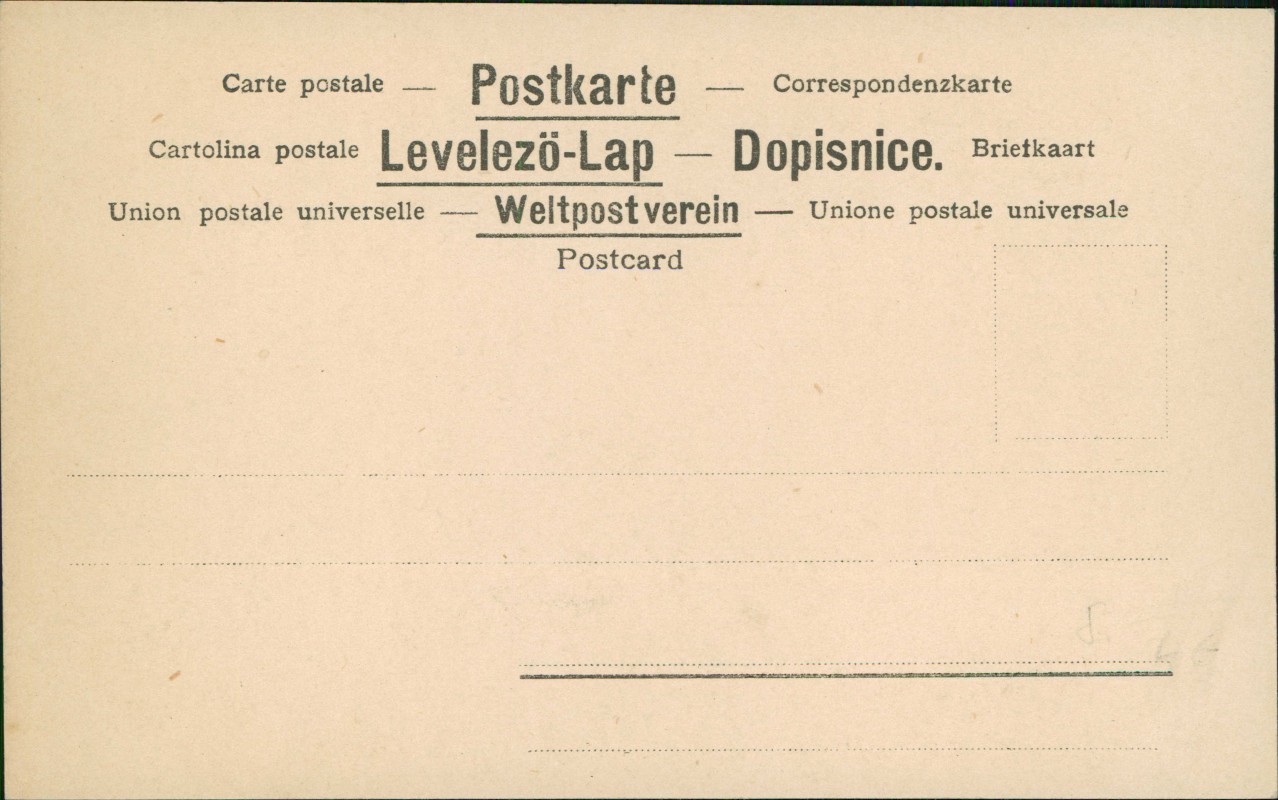 Carte postale — Postkarte — Correspondenzkarte
Cartolina postale Levelezö-Lap — Dopisnice. Briefkaart
Union postale universelle — Weltpostverein — Unione postale universale
Postcard